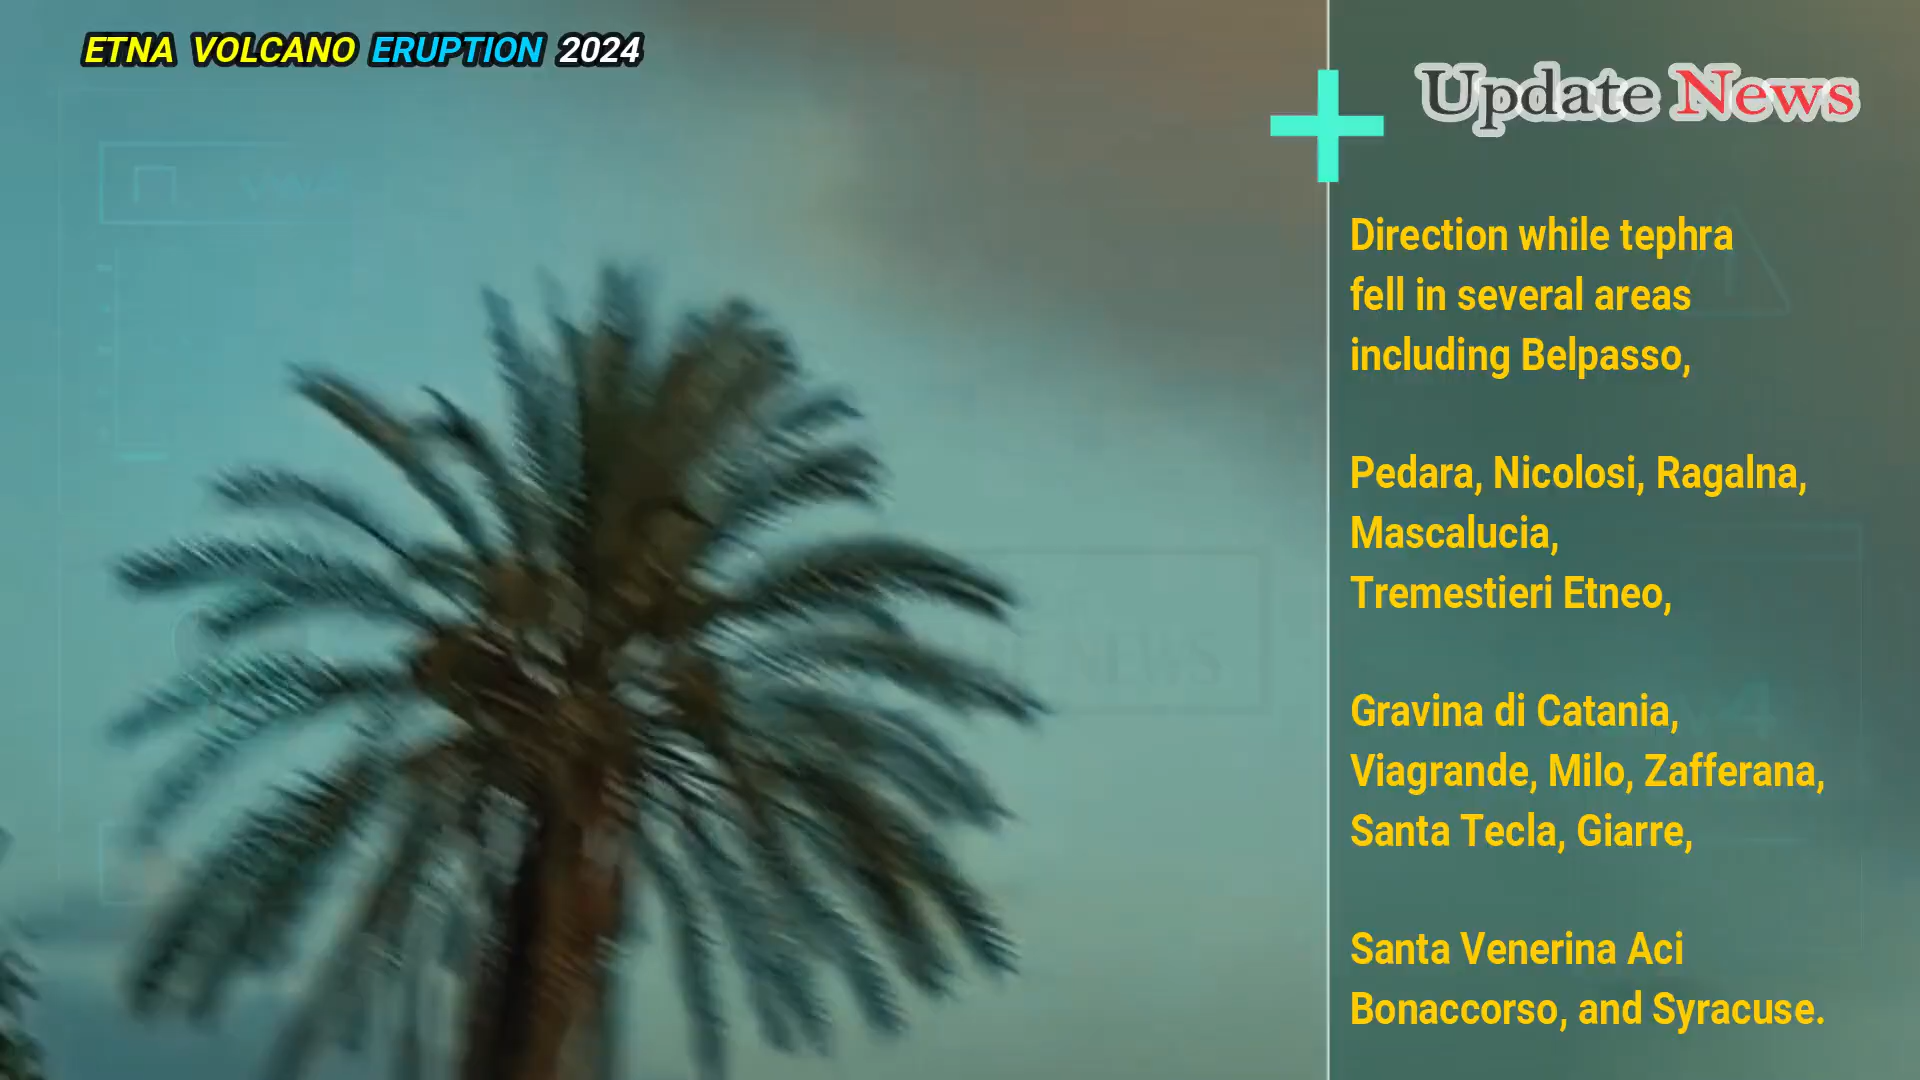 ETNA VOLCANO ERUPTION 2024
Update News
Direction while tephra
fell in several areas
including Belpasso,
Pedara, Nicolosi, Ragalna,
Mascalucia,
Tremestieri Etneo,
Gravina di Catania,
Viagrande, Milo, Zafferana,
Santa Tecla, Giarre,
Santa Venerina Aci
Bonaccorso, and Syracuse.
NEWS